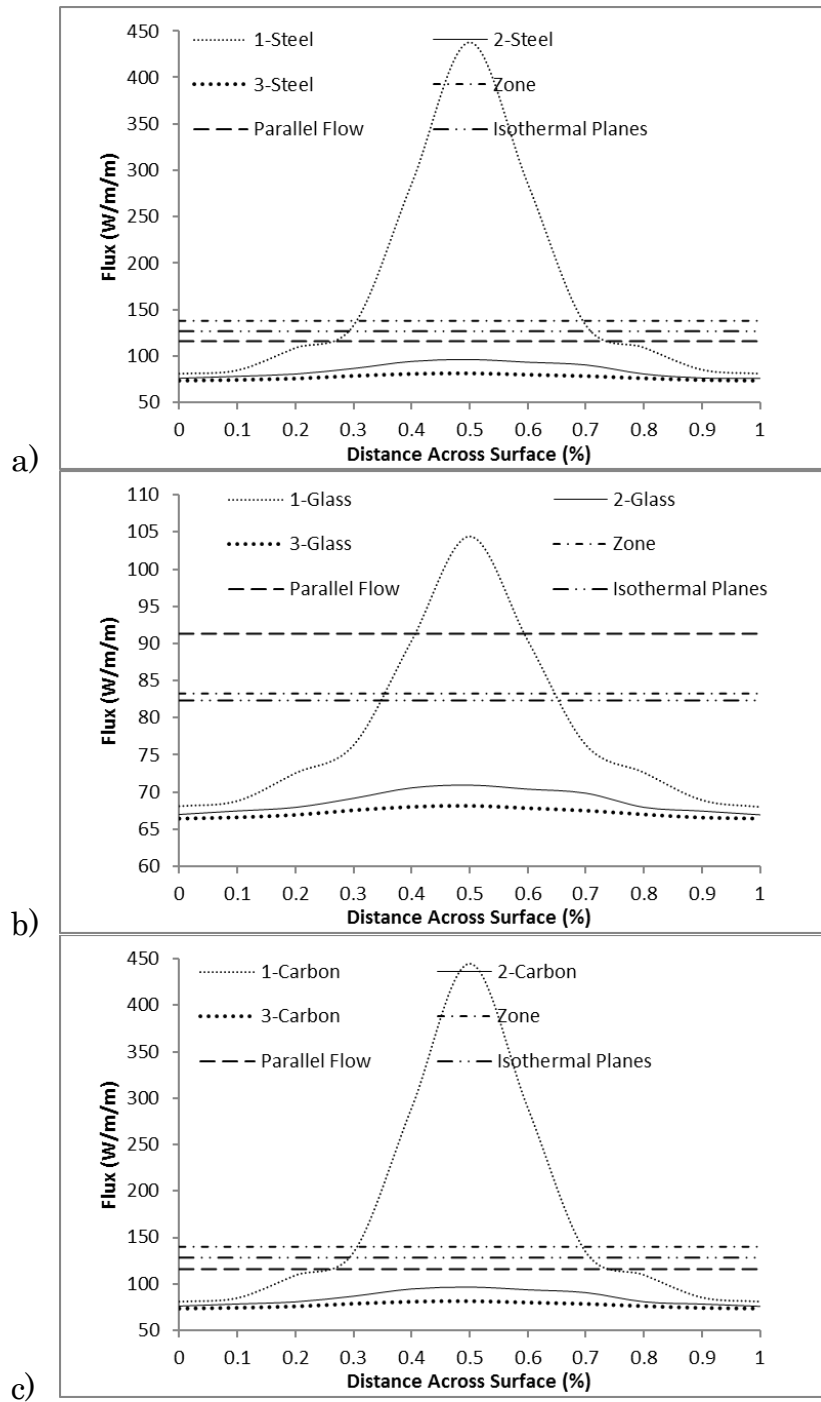 1-Steel 2-Steel
3-Steel Zone
Parallel Flow Isothermal Planes
Flux (W/m/m)
450
400
350
300
250
200
150
100
50
0 0.1 0.2 0.3 0.4 0.5 0.6 0.7 0.8 0.9 1
Distance Across Surface (%)
a)
1-Glass 2-Glass
3-Glass Zone
Parallel Flow Isothermal Planes
Flux (W/m/m)
110
105
100
95
90
85
80
75
70
65
60
0 0.1 0.2 0.3 0.4 0.5 0.6 0.7 0.8 0.9 1
Distance Across Surface (%)
b)
1-Carbon 2-Carbon
3-Carbon Zone
Parallel Flow Isothermal Planes
Flux (W/m/m)
450
400
350
300
250
200
150
100
50
0 0.1 0.2 0.3 0.4 0.5 0.6 0.7 0.8 0.9 1
Distance Across Surface (%)
c)